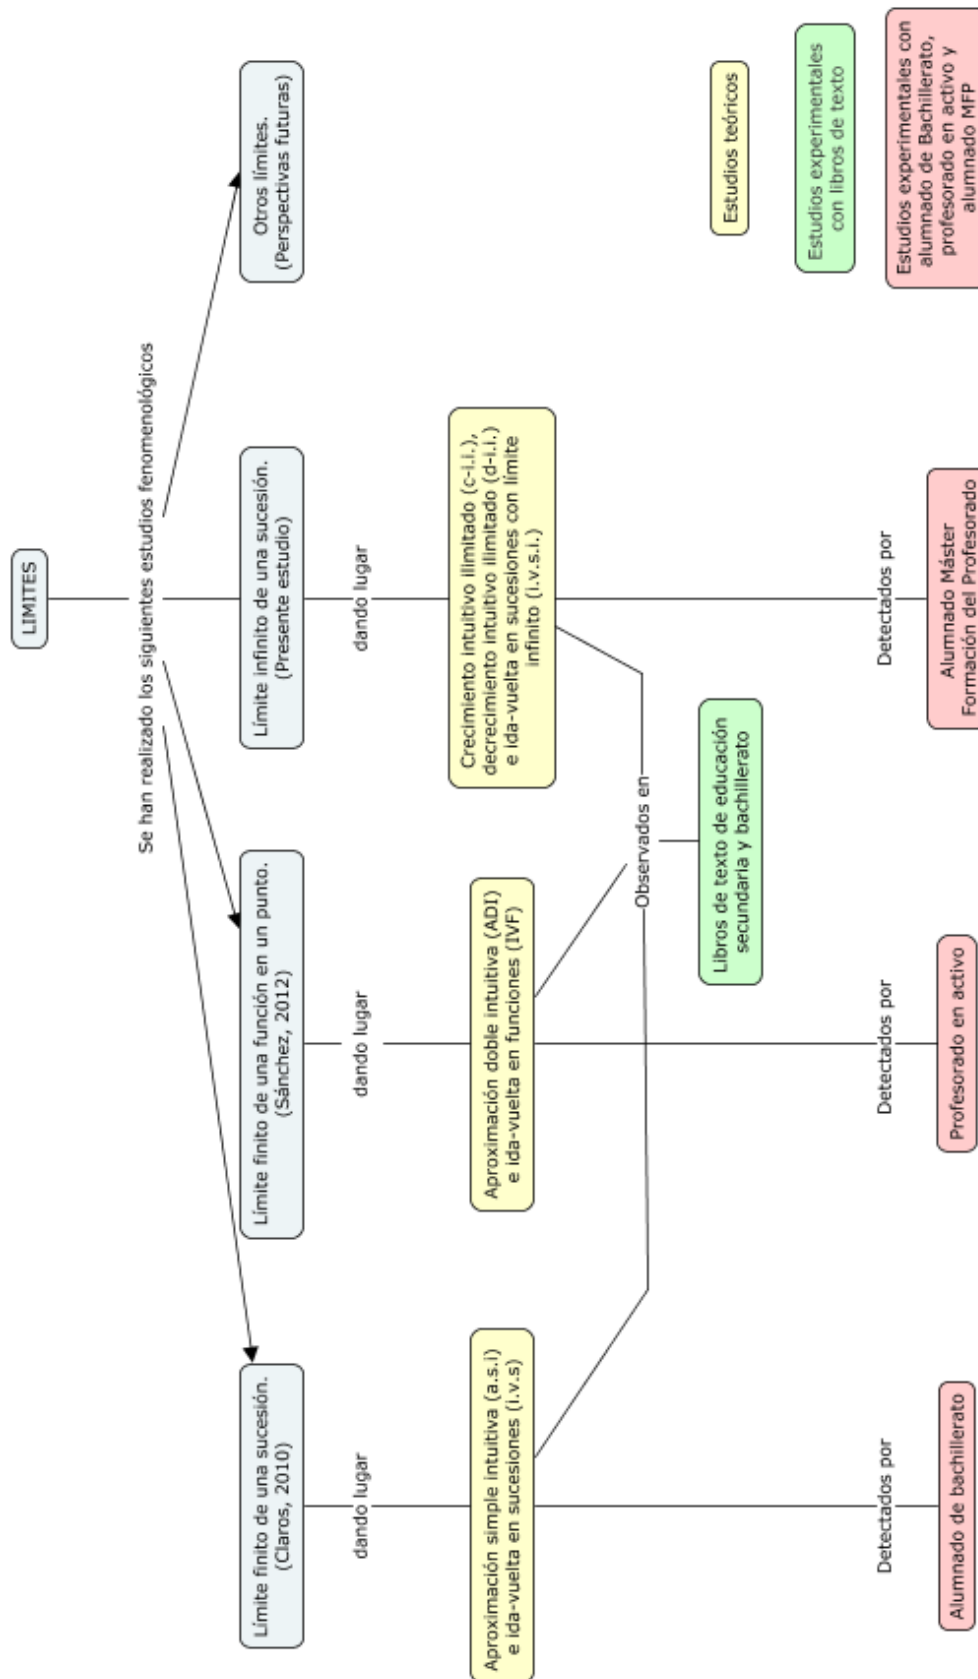 LIMITES
Se han realizado los siguientes estudios fenomenológicos
Límite finito de una sucesión.
(Claros, 2010)
Límite finito de una función en un punto.
(Sánchez, 2012)
Límite infinito de una sucesión.
(Presente estudio)
Otros límites.
(Perspectivas futuras)
dando lugar
dando lugar
dando lugar
Aproximación simple intuitiva (a.s.i)
e ida-vuelta en sucesiones (i.v.s)
Aproximación doble intuitiva (ADI)
e ida-vuelta en funciones (IVF)
Crecimiento intuitivo ilimitado (c-i.i.),
decrecimiento intuitivo ilimitado (d-i.i.)
e ida-vuelta en sucesiones con límite
infinito (i.v.s.i.)
Observados en
Libros de texto de educación
secundaria y bachillerato
Detectados por
Detectados por
Detectados por
Alumnado de bachillerato
Profesorado en activo
Alumnado Máster
Formación del Profesorado
Estudios teóricos
Estudios experimentales
con libros de texto
Estudios experimentales con
alumnado de Bachillerato,
profesorado en activo y
alumnado MFP